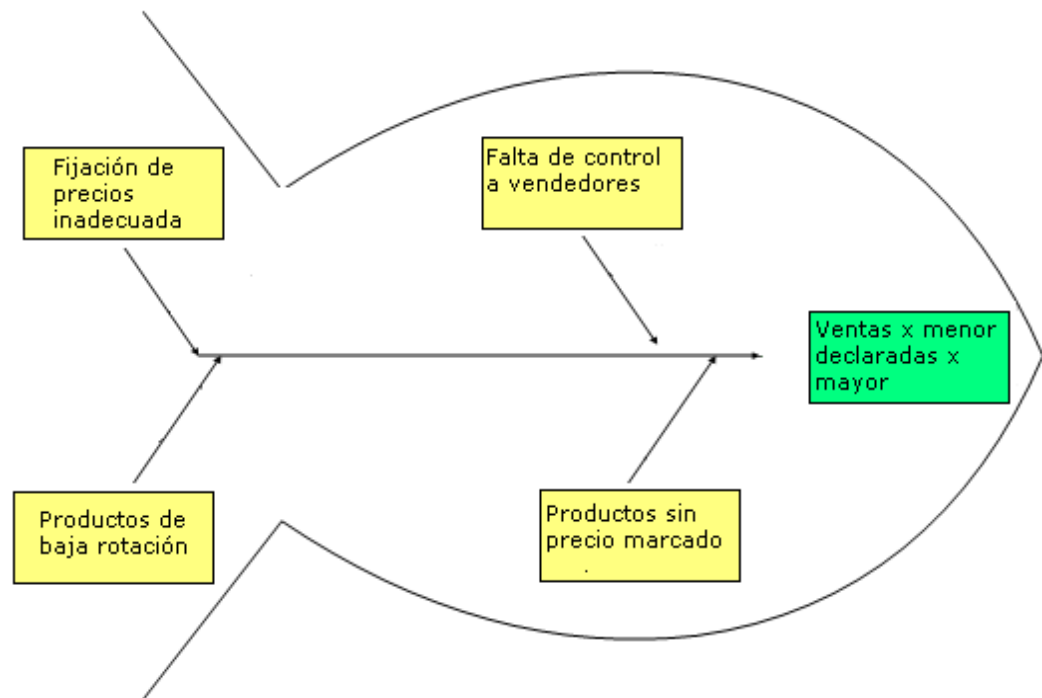 Fijación de
precios
inadecuada
Falta de control
a vendedores
Ventas x menor
declaradas x
mayor
Productos de
baja rotación
Productos sin
precio marcado
.